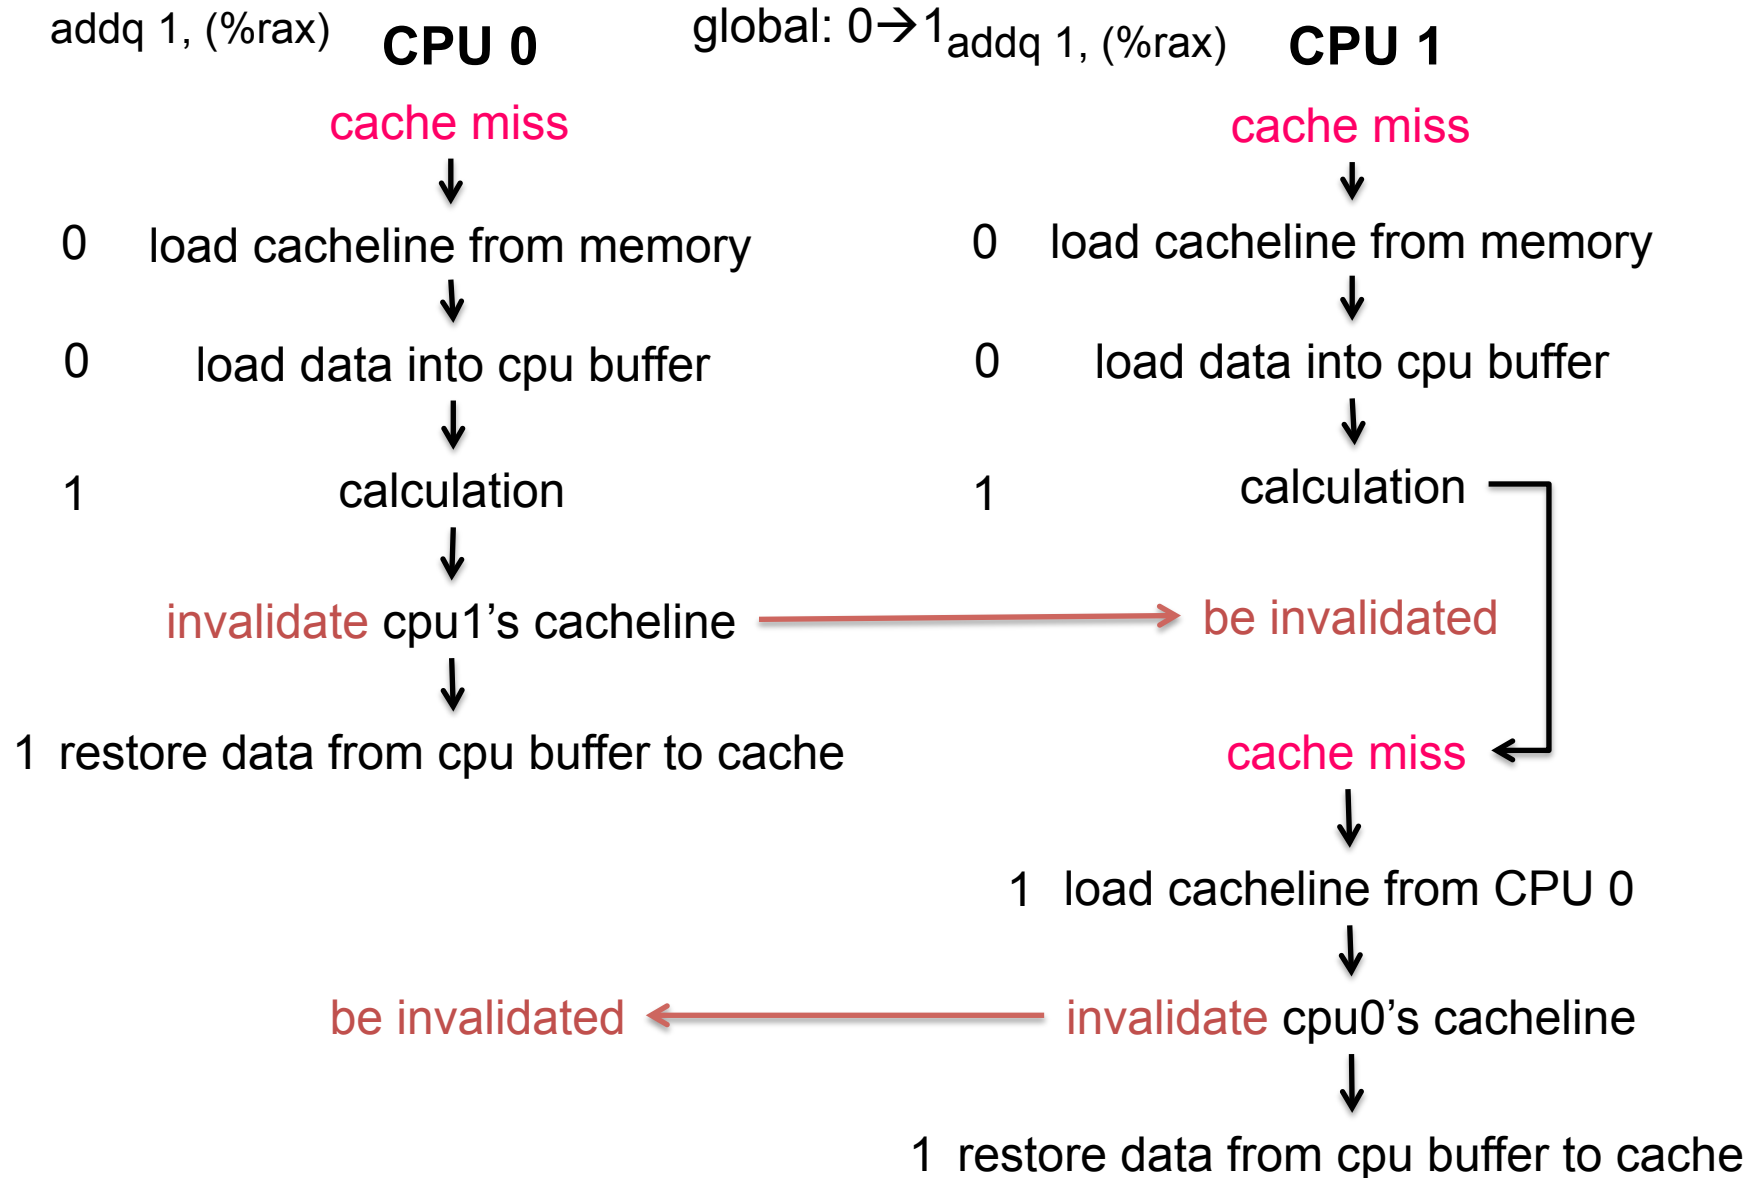 addq 1, (%rax) CPU 0 global: 0→1 addq 1, (%rax) CPU 1
cache miss cache miss
0 load cacheline from memory 0 load cacheline from memory
0 load data into cpu buffer 0 load data into cpu buffer
1 calculation 1 calculation
invalidate cpu1’s cacheline be invalidated
1 restore data from cpu buffer to cache cache miss
1 load cacheline from CPU 0
be invalidated invalidate cpu0’s cacheline
1 restore data from cpu buffer to cache